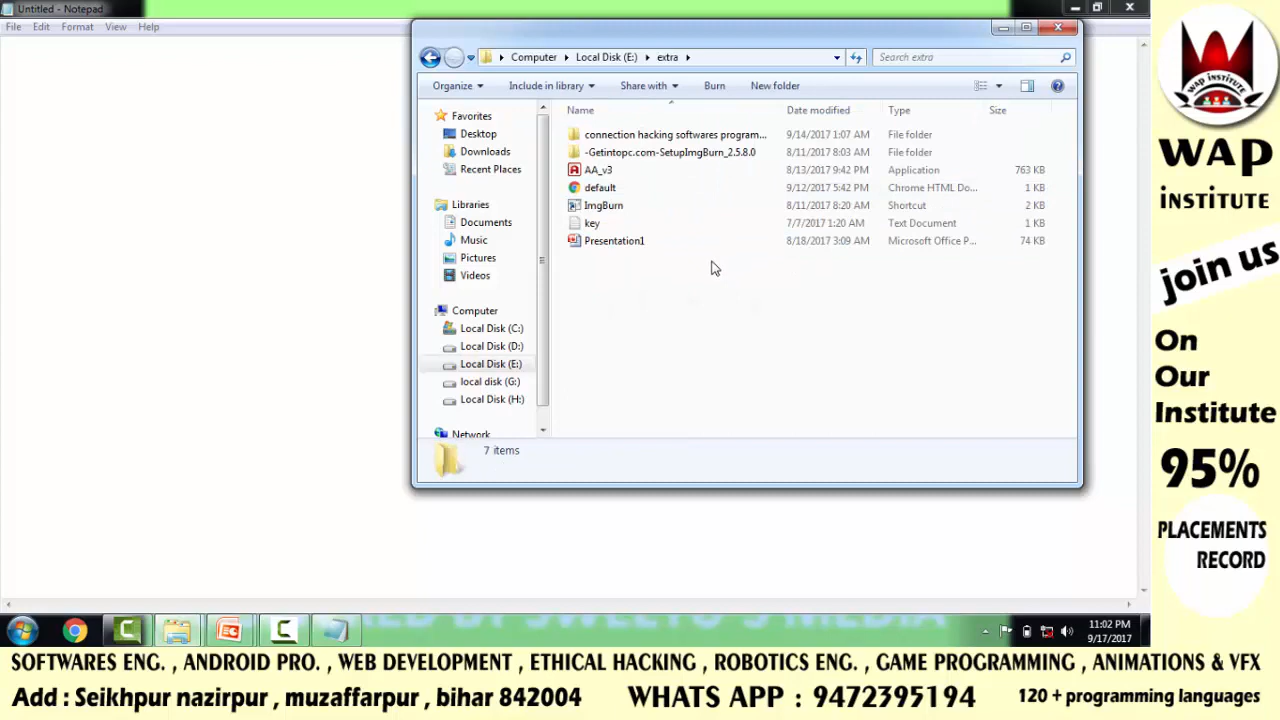 Untitled - Notepad
File Edit Format View Help
Computer Local Disk (E:) extra
Search extra
Organize Include in library Share with Burn New folder
Favorites
Desktop
Downloads
Recent Places
Libraries
Documents
Music
Pictures
Videos
Computer
Local Disk (C:)
Local Disk (D:)
Local Disk (E:)
local disk (G:)
Local Disk (H:)
Network
Name Date modified Type Size
connection hacking softwares program... 9/14/2017 1:07 AM File folder
-Getintopc.com-SetupImgBurn_2.5.8.0 8/11/2017 8:03 AM File folder
AA_v3 8/13/2017 9:42 PM Application 763 KB
default 9/12/2017 5:42 PM Chrome HTML Do... 1 KB
ImgBurn 8/11/2017 8:20 AM Shortcut 2 KB
key 7/7/2017 1:20 AM Text Document 1 KB
Presentation1 8/18/2017 3:09 AM Microsoft Office P... 74 KB
7 items
11:02 PM
9/17/2017
WAP INSTITUTE
WAP
INSTITUTE
join us
On
Our
Institute
95%
PLACEMENTS
RECORD
SOFTWARES ENG. , ANDROID PRO. , WEB DEVELOPMENT , ETHICAL HACKING , ROBOTICS ENG. , GAME PROGRAMMING , ANIMATIONS & VFX
Add : Seikhpur nazirpur , muzaffarpur , bihar 842004 WHATS APP : 9472395194 120 + programming languages